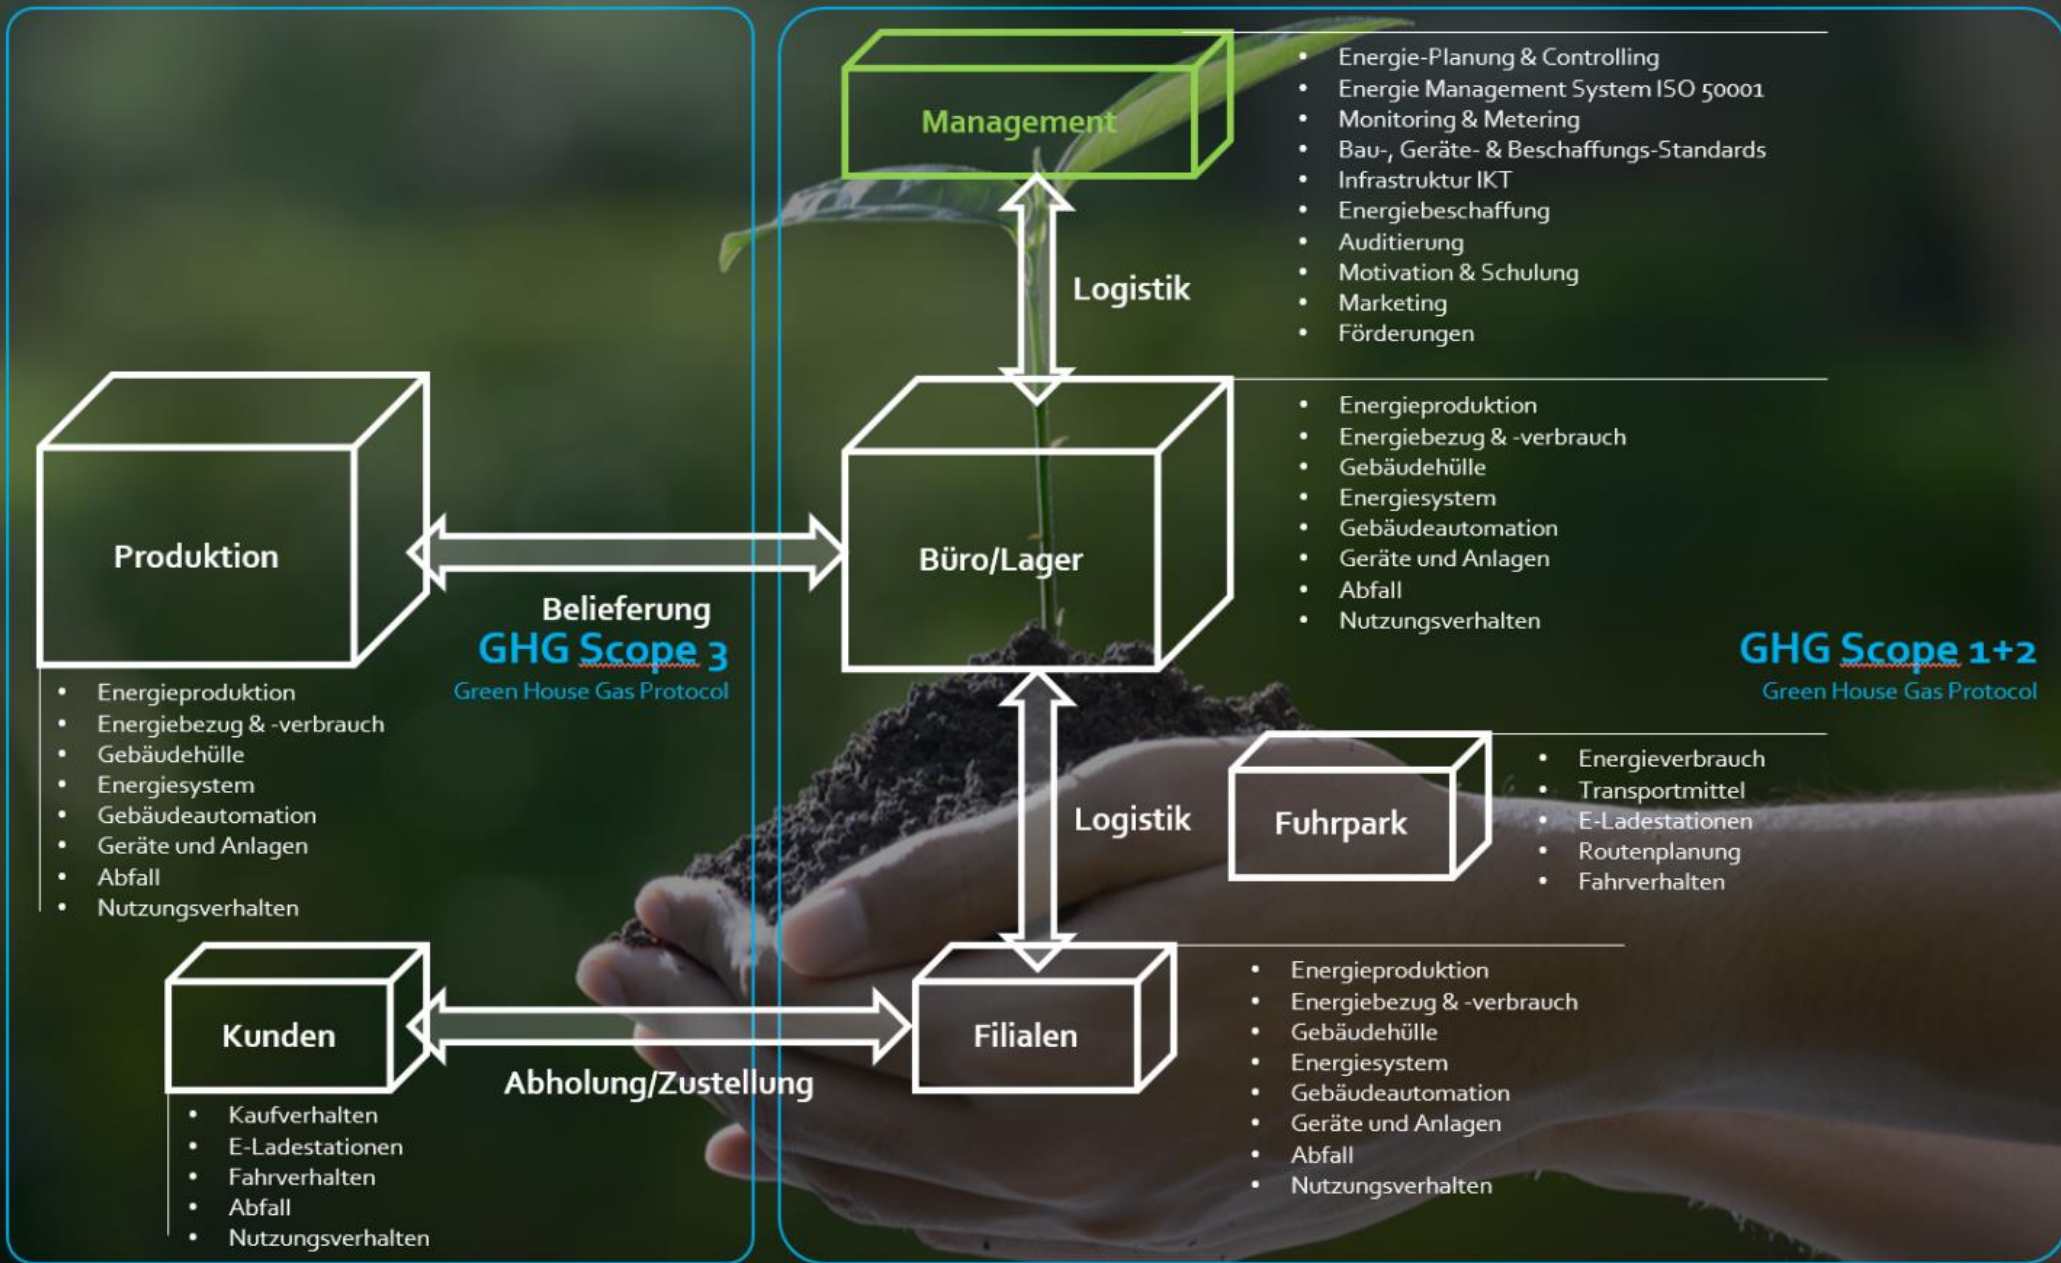 Management
• Energie-Planung & Controlling
• Energie Management System ISO 50001
• Monitoring & Metering
• Bau-, Geräte- & Beschaffungs-Standards
• Infrastruktur IKT
• Energiebeschaffung
• Auditierung
• Motivation & Schulung
• Marketing
• Förderungen
Logistik
Produktion
Belieferung
GHG Scope 3
Green House Gas Protocol
• Energieproduktion
• Energiebezug & -verbrauch
• Gebäudehülle
• Energiesystem
• Gebäudeautomation
• Geräte und Anlagen
• Abfall
• Nutzungsverhalten
Büro/Lager
• Energieproduktion
• Energiebezug & -verbrauch
• Gebäudehülle
• Energiesystem
• Gebäudeautomation
• Geräte und Anlagen
• Abfall
• Nutzungsverhalten
GHG Scope 1+2
Green House Gas Protocol
Logistik
Fuhrpark
• Energieverbrauch
• Transportmittel
• E-Ladestationen
• Routenplanung
• Fahrverhalten
Kunden
Abholung/Zustellung
• Kaufverhalten
• E-Ladestationen
• Fahrverhalten
• Abfall
• Nutzungsverhalten
Filialen
• Energieproduktion
• Energiebezug & -verbrauch
• Gebäudehülle
• Energiesystem
• Gebäudeautomation
• Geräte und Anlagen
• Abfall
• Nutzungsverhalten